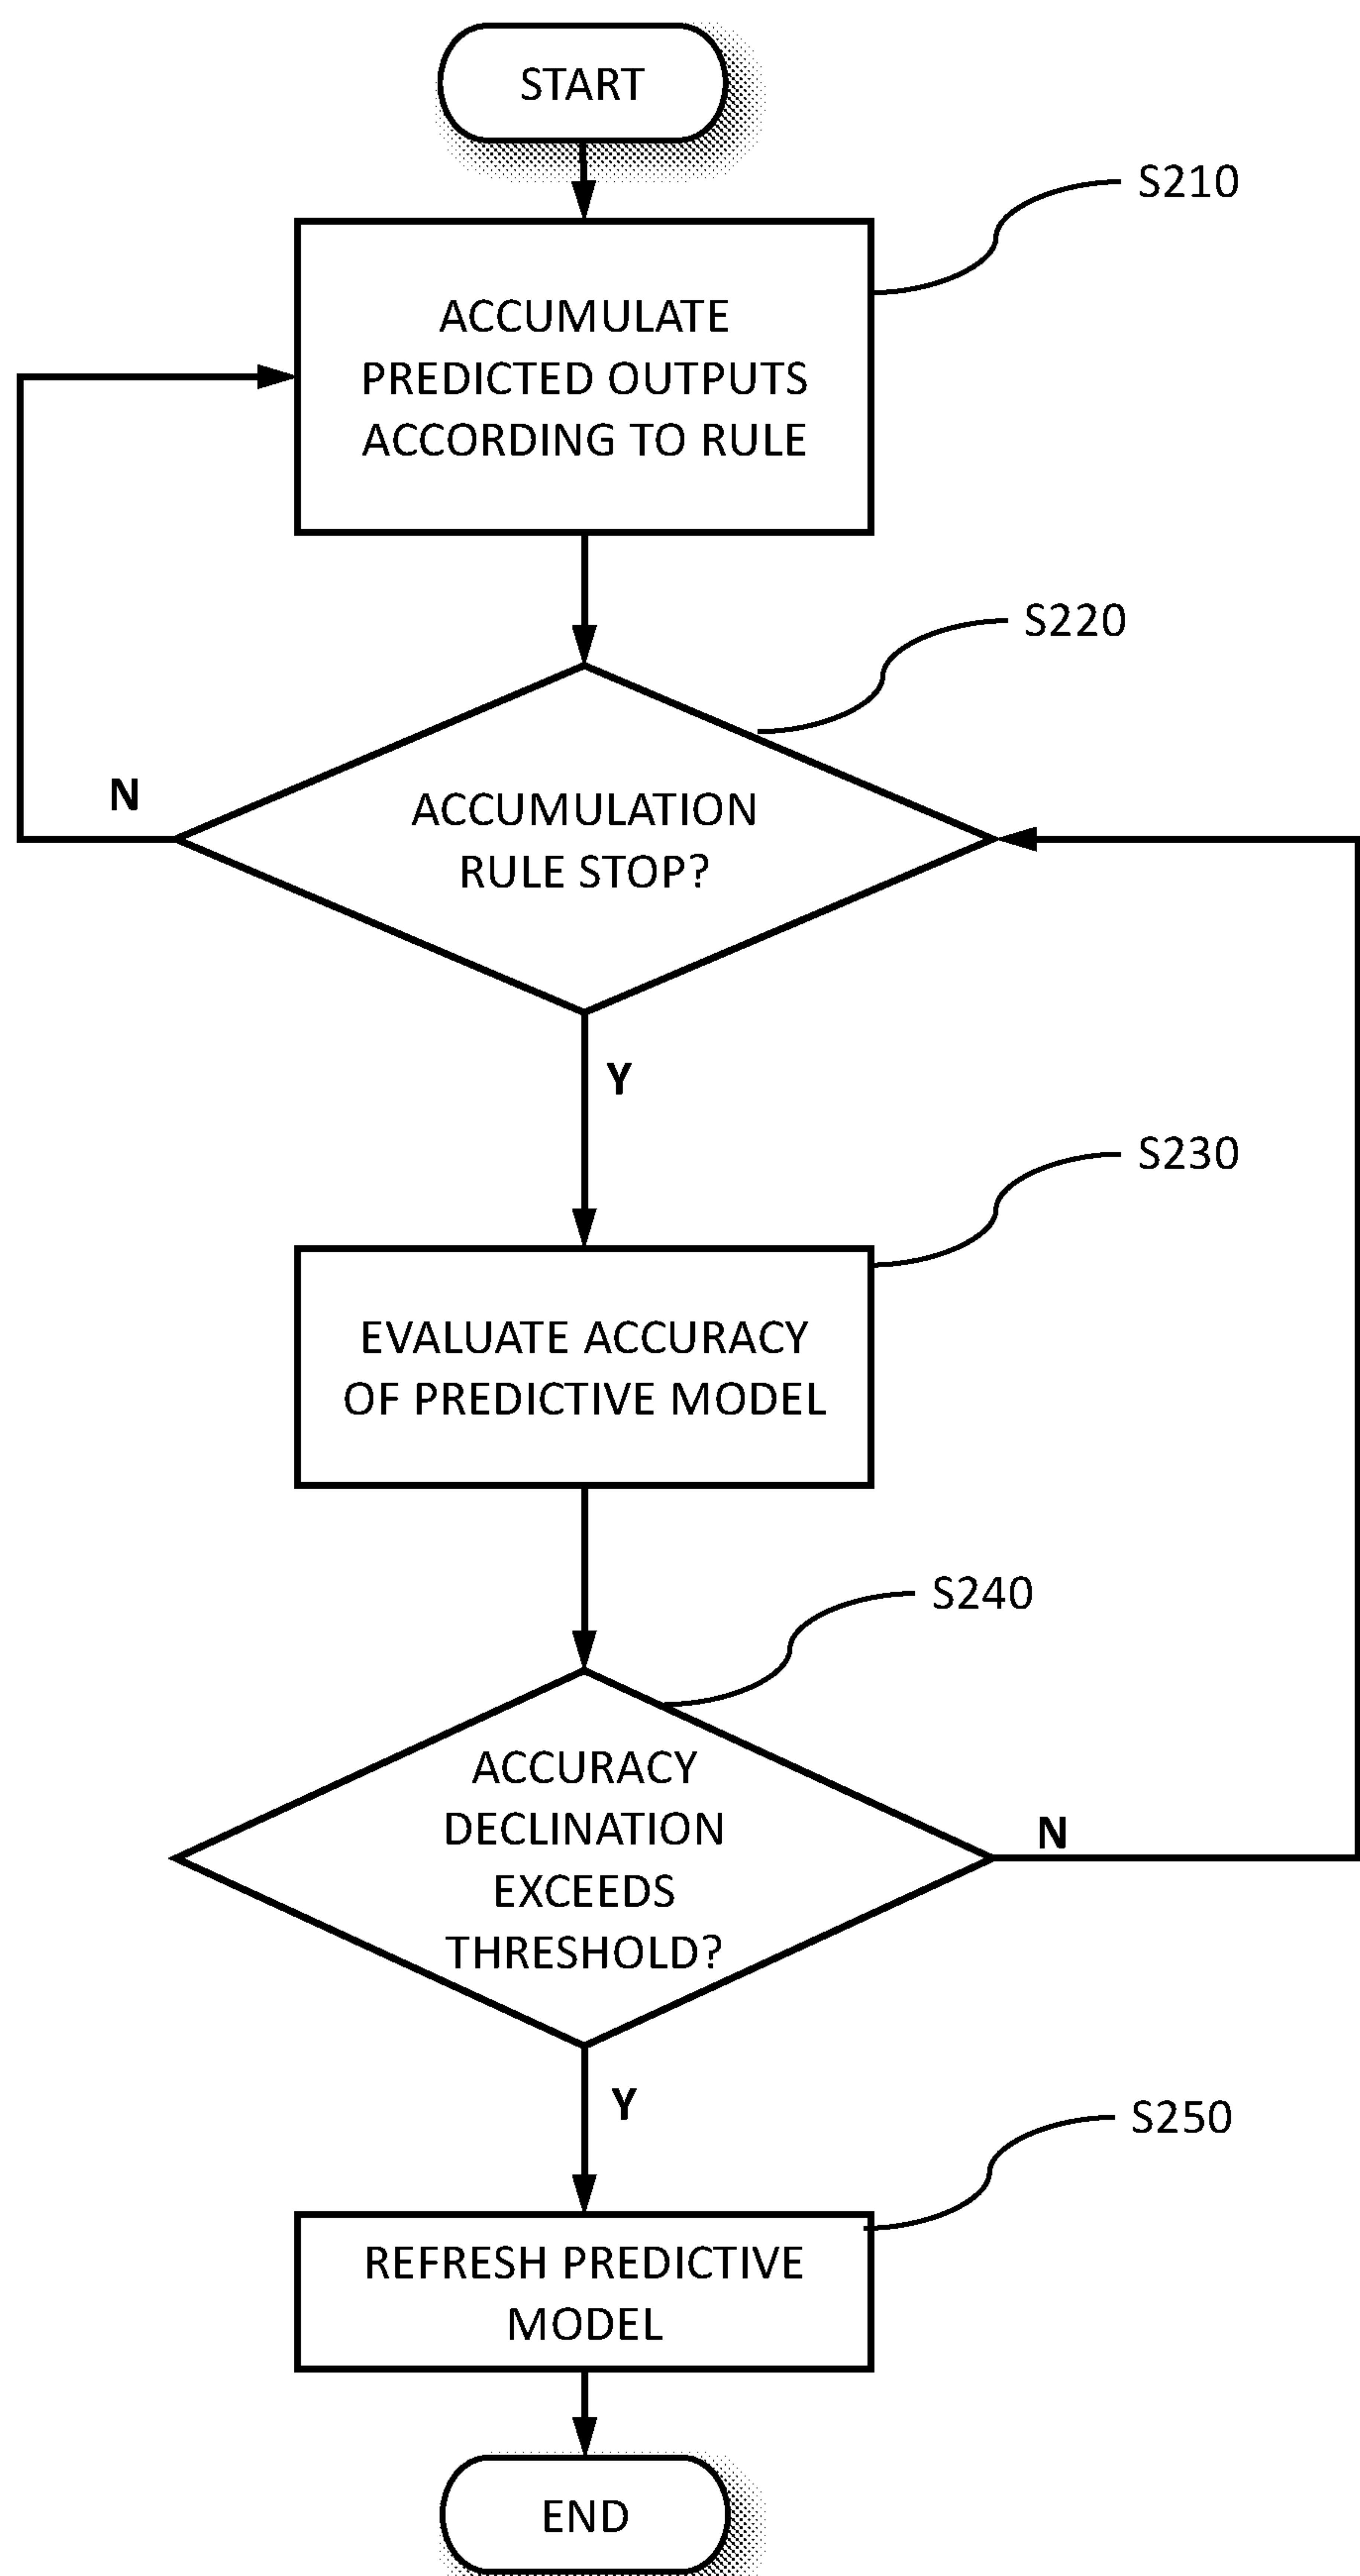 START
S210
ACCUMULATE
PREDICTED OUTPUTS
ACCORDING TO RULE
S220
N
ACCUMULATION
RULE STOP?
Y
S230
EVALUATE ACCURACY
OF PREDICTIVE MODEL
S240
ACCURACY
DECLINATION
EXCEEDS
THRESHOLD?
N
Y
S250
REFRESH PREDICTIVE
MODEL
END